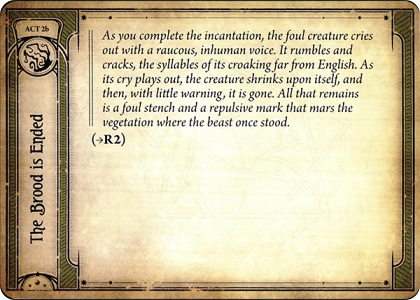 ACT 2b
The Brood is Ended
As you complete the incantation, the foul creature cries
out with a raucous, inhuman voice. It rumbles and
cracks, the syllables of its croaking far from English. As
its cry plays out, the creature shrinks upon itself, and
then, with little warning, it is gone. All that remains
is a foul stench and a repulsive mark that mars the
vegetation where the beast once stood.
(→R2)